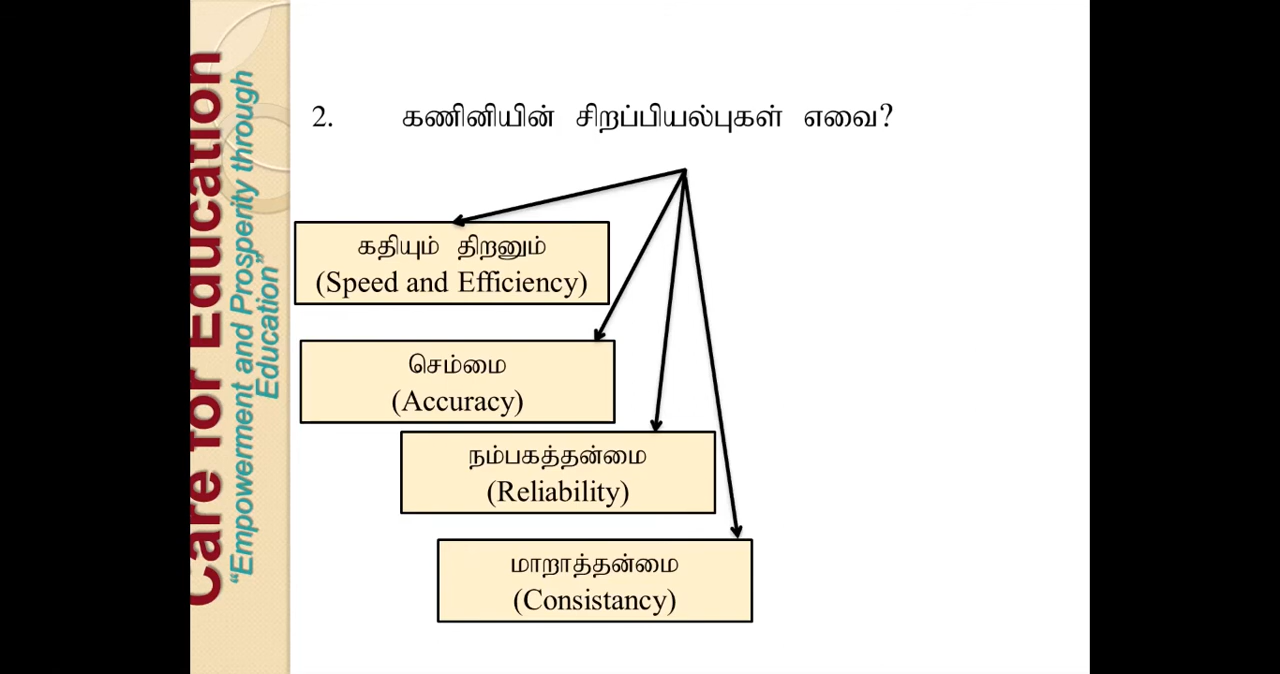 Care for Education
“Empowerment and Prosperity through
Education”
2. கணினியின் சிறப்பியல்புகள் எவை?
கதியும் திறனும்
(Speed and Efficiency)
செம்மை
(Accuracy)
நம்பகத்தன்மை
(Reliability)
மாறாத்தன்மை
(Consistancy)